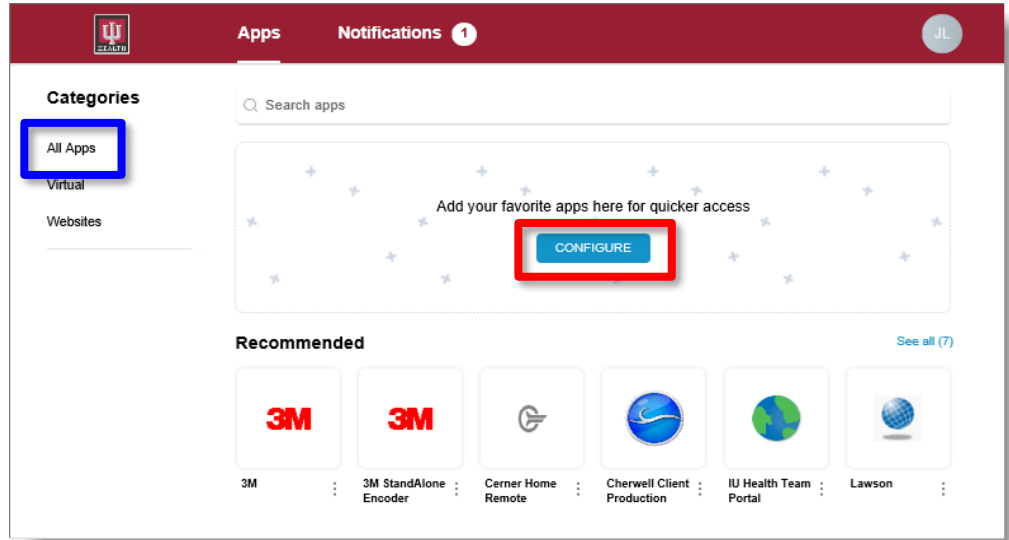 HEALTH
Apps
Notifications 1
JL
Categories
Search apps
All Apps
Virtual
Websites
Add your favorite apps here for quicker access
CONFIGURE
Recommended
See all (7)
3M
3M
3M
3M StandAlone
Encoder
Cerner Home
Remote
Cherwell Client
Production
IU Health Team
Portal
Lawson